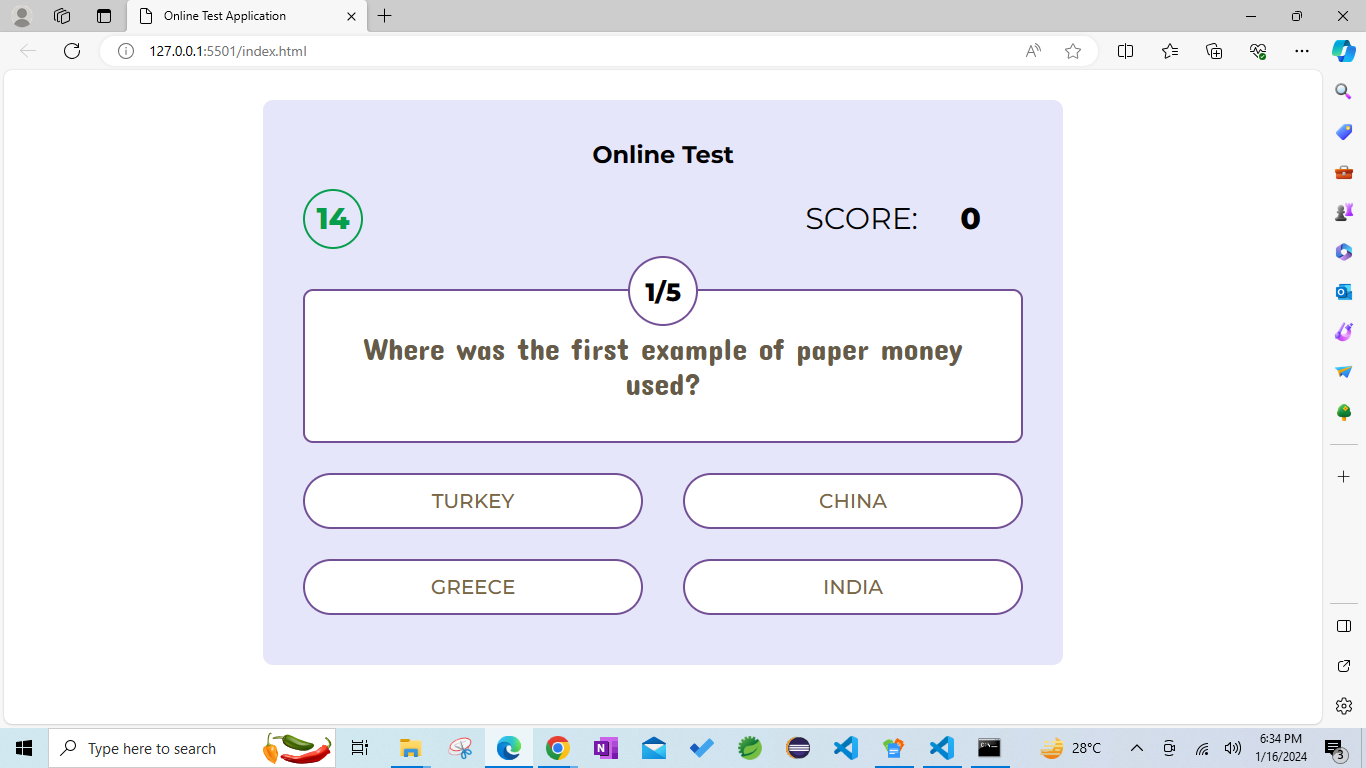 Online Test Application
127.0.0.1:5501/index.html
Online Test
14
SCORE: 0
1/5
Where was the first example of paper money
used?
TURKEY
CHINA
GREECE
INDIA
Type here to search
28°C
6:34 PM
1/16/2024
3